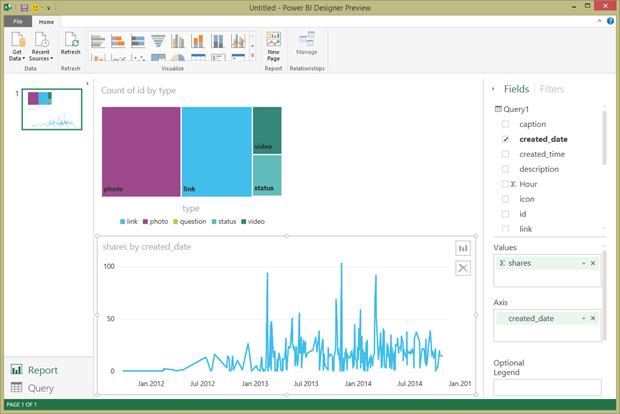 Untitled - Power BI Designer Preview
File Home
Get Data Recent Sources Refresh New Page Manage
Data Refresh Visualize Report Relationships
1
Count of id by type
photo link video status
type
link photo question status video
shares by created_date
100
50
0
Jan 2012 Jul 2012 Jan 2013 Jul 2013 Jan 2014 Jul 2014 Jan 201
Fields Filters
Query1
caption
created_date
created_time
description
Σ Hour
icon
id
link
Values
Σ shares
Axis
created_date
Optional
Legend
Report
Query
PAGE 1 OF 1